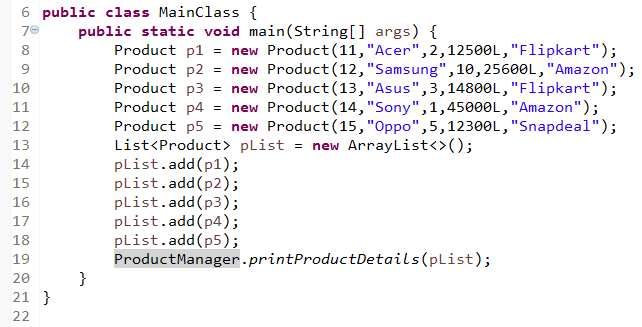 6 public class MainClass {
7 public static void main(String[] args) {
8 Product p1 = new Product(11,"Acer",2,12500L,"Flipkart");
9 Product p2 = new Product(12,"Samsung",10,25600L,"Amazon");
10 Product p3 = new Product(13,"Asus",3,14800L,"Flipkart");
11 Product p4 = new Product(14,"Sony",1,45000L,"Amazon");
12 Product p5 = new Product(15,"Oppo",5,12300L,"Snapdeal");
13 List<Product> pList = new ArrayList<>();
14 pList.add(p1);
15 pList.add(p2);
16 pList.add(p3);
17 pList.add(p4);
18 pList.add(p5);
19 ProductManager.printProductDetails(pList);
20 }
21 }
22